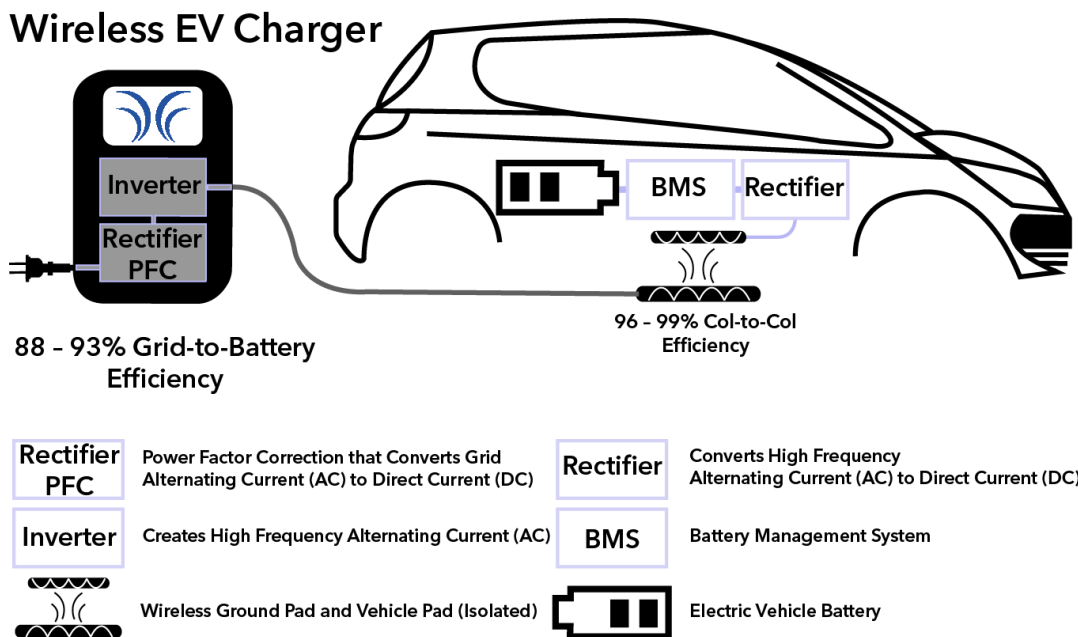 Wireless EV Charger
Inverter
Rectifier
PFC
BMS
Rectifier
96 – 99% Col-to-Col
Efficiency
88 – 93% Grid-to-Battery
Efficiency
Rectifier
PFC
Power Factor Correction that Converts Grid
Alternating Current (AC) to Direct Current (DC)
Rectifier
Converts High Frequency
Alternating Current (AC) to Direct Current (DC)
Inverter
Creates High Frequency Alternating Current (AC)
BMS
Battery Management System
Wireless Ground Pad and Vehicle Pad (Isolated)
Electric Vehicle Battery